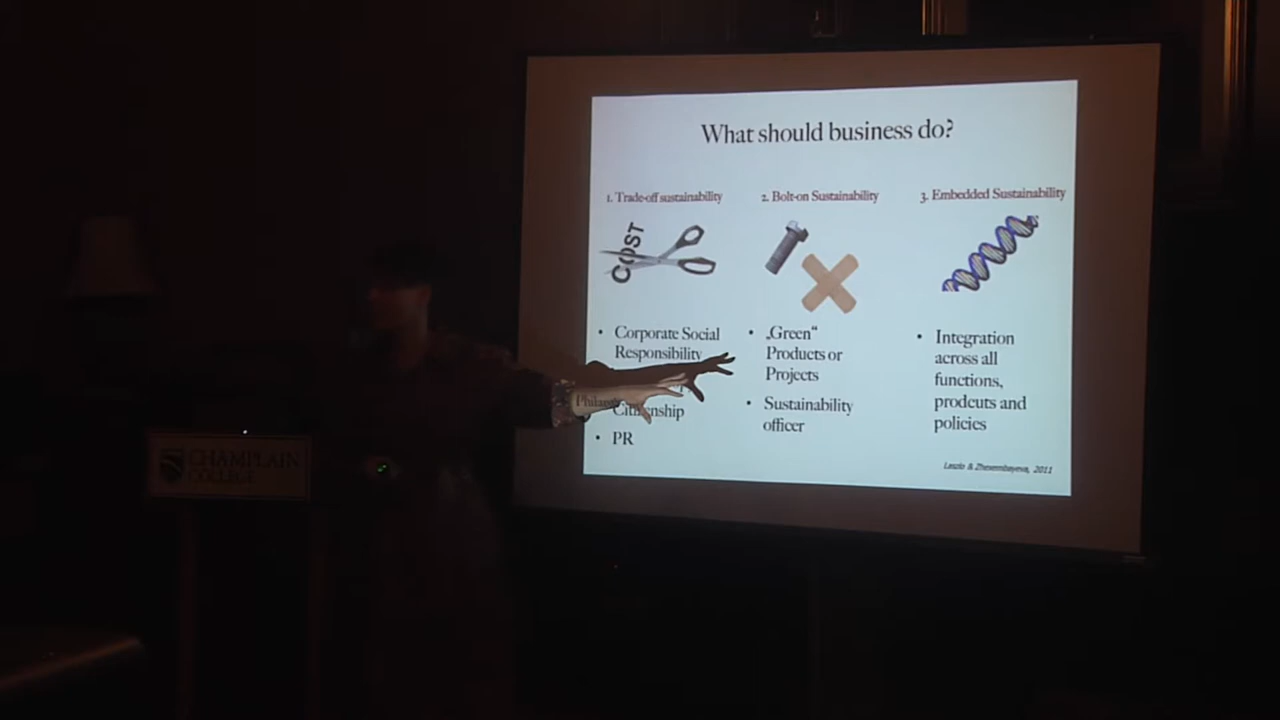 What should business do?
1. Trade-off sustainability
COST
• Corporate Social
Responsibility
Citizenship
• PR
2. Bolt-on Sustainability
• „Green“
Products or
Projects
• Sustainability
officer
3. Embedded Sustainability
• Integration
across all
functions,
prodcuts and
policies
Laszlo & Zhexembayeva, 2011
CHAMPLAIN
COLLEGE